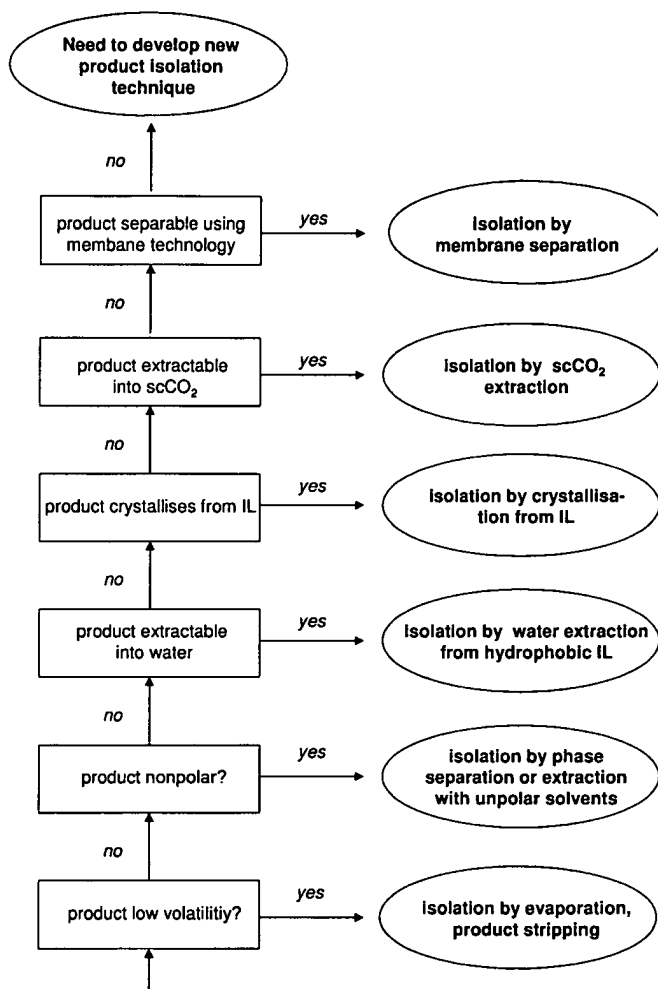 Need to develop new
product isolation
technique
no
product separable using
membane technology
yes
isolation by
membrane separation
no
product extractable
into scCO₂
yes
isolation by scCO₂
extraction
no
product crystallises from IL
yes
isolation by crystallisa-
tion from IL
no
product extractable
into water
yes
isolation by water extraction
from hydrophobic IL
no
product nonpolar?
yes
isolation by phase
separation or extraction
with unpolar solvents
no
product low volatilitiy?
yes
isolation by evaporation,
product stripping